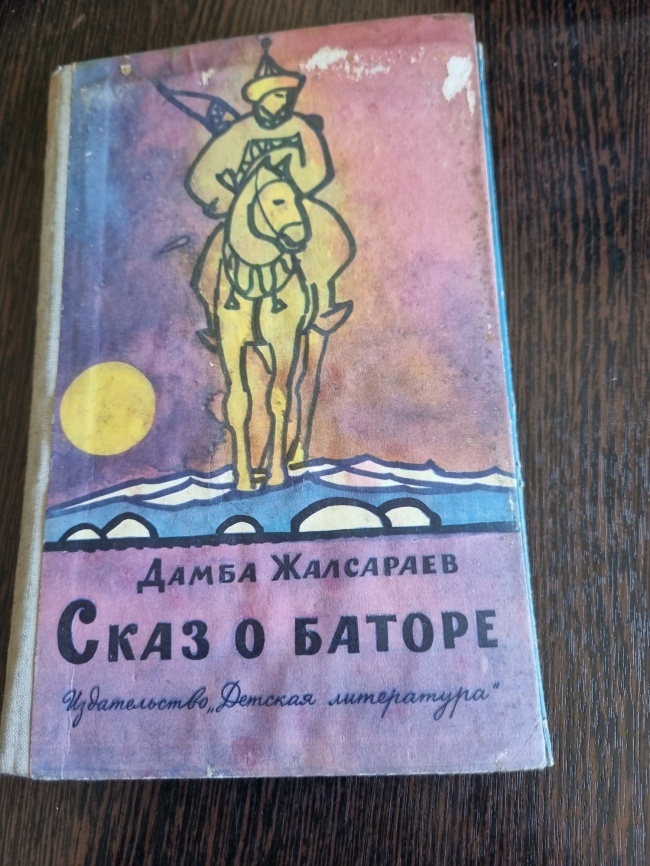 Дамба Жалсараев
Сказ о баторе
Издательство „Детская литература“